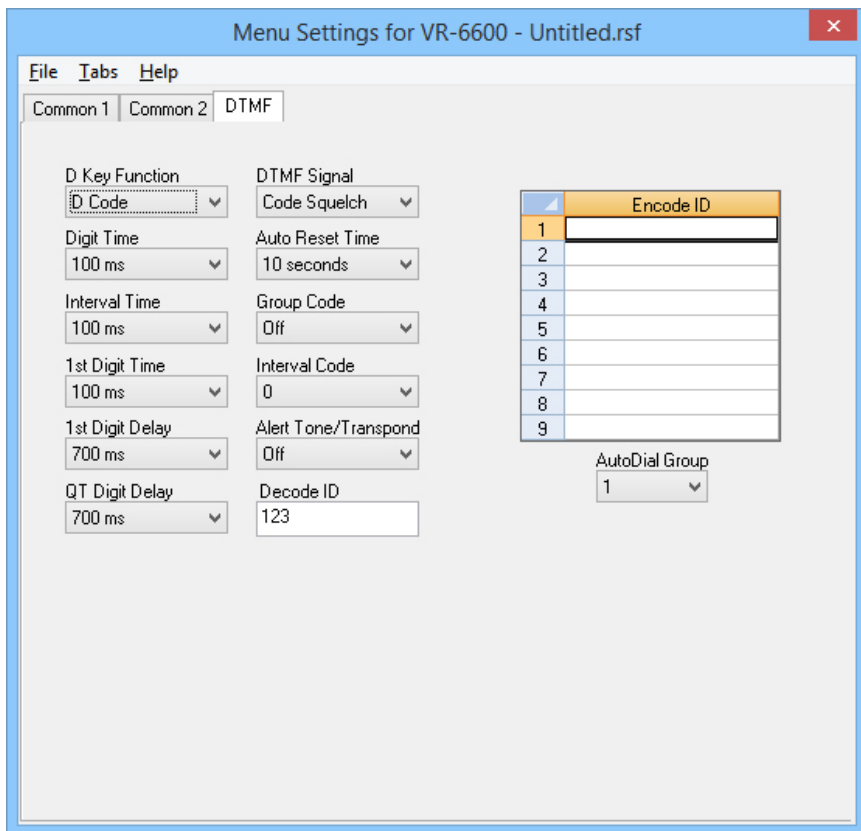 Menu Settings for VR-6600 - Untitled.rsf
File Tabs Help
Common 1 Common 2 DTMF
D Key Function
D Code
Digit Time
100 ms
Interval Time
100 ms
1st Digit Time
100 ms
1st Digit Delay
700 ms
QT Digit Delay
700 ms
DTMF Signal
Code Squelch
Auto Reset Time
10 seconds
Group Code
Off
Interval Code
0
Alert Tone/Transpond
Off
Decode ID
123
Encode ID
1
2
3
4
5
6
7
8
9
AutoDial Group
1